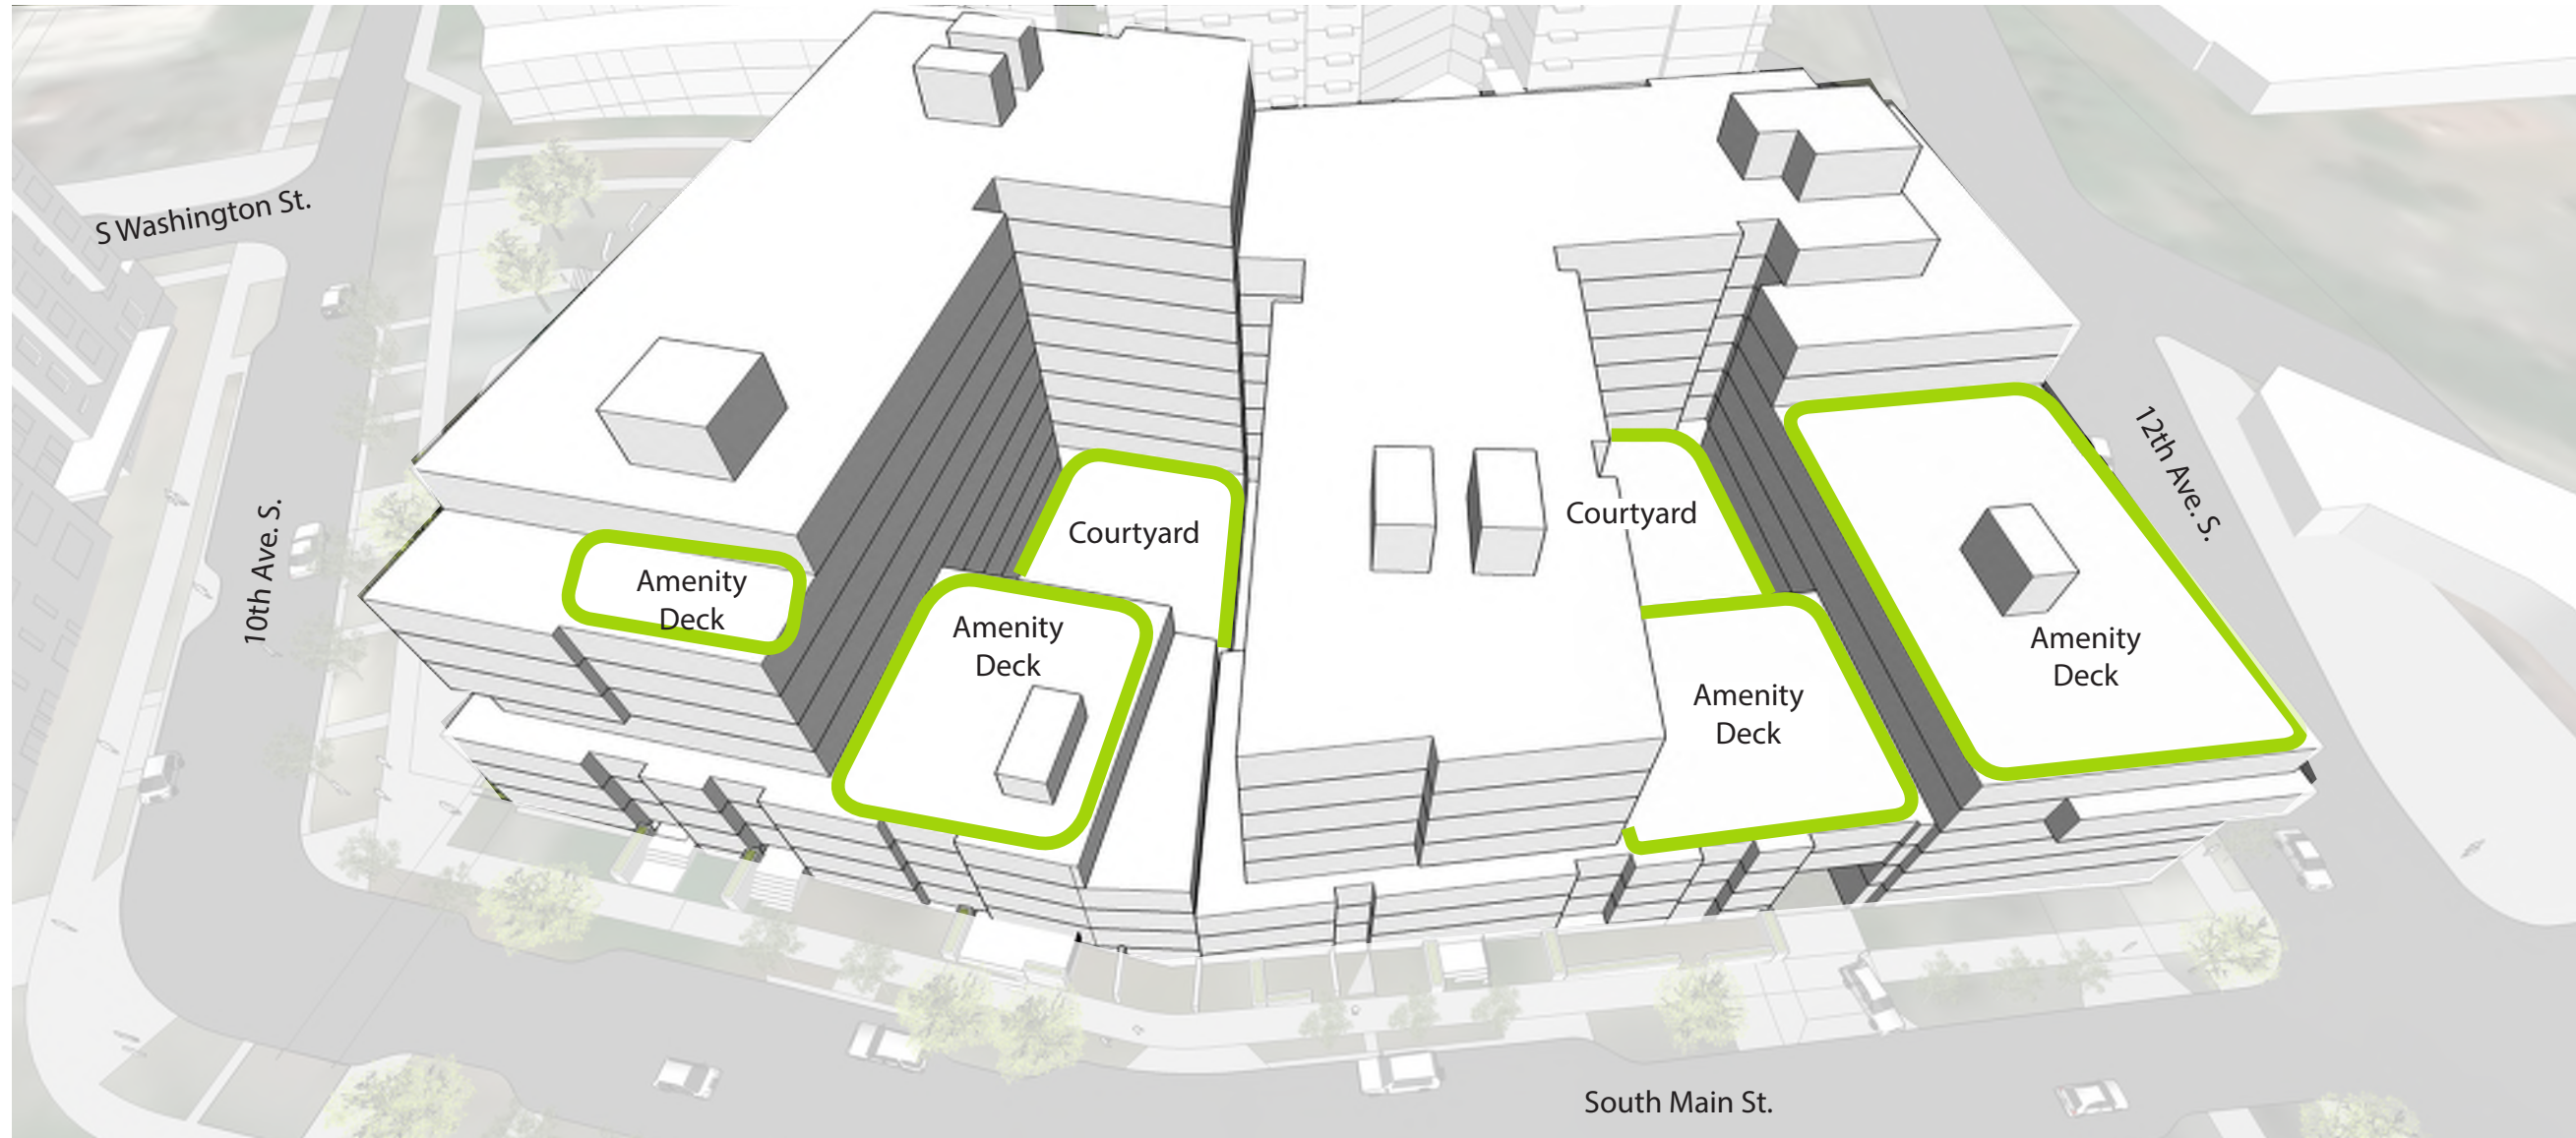 S Washington St.
10th Ave. S.
12th Ave. S.
Courtyard
Courtyard
Amenity
Deck
Amenity
Deck
Amenity
Deck
Amenity
Deck
South Main St.